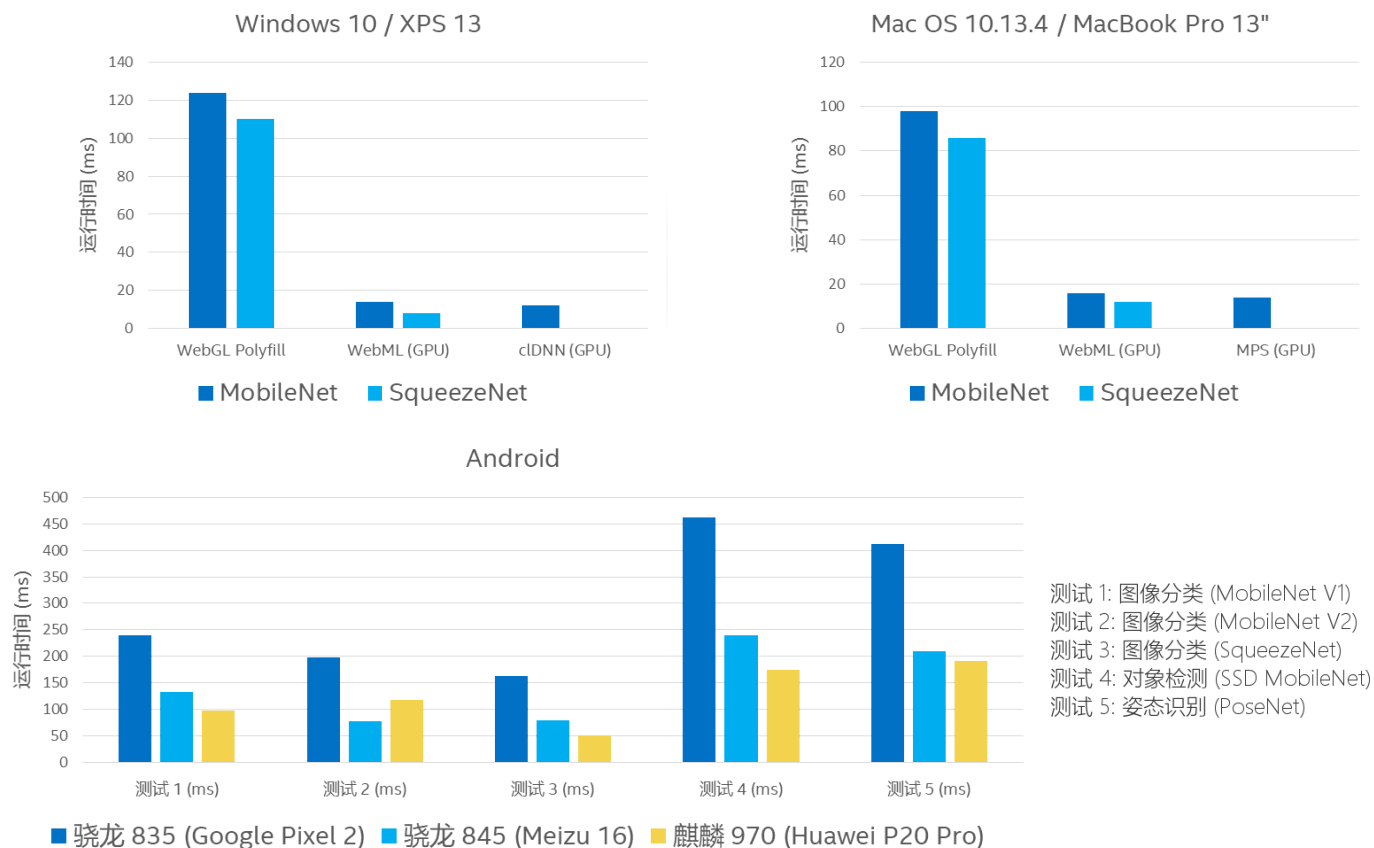 Windows 10 / XPS 13
运行时间 (ms)
140
120
100
80
60
40
20
0
WebGL Polyfill WebML (GPU) clDNN (GPU)
MobileNet SqueezeNet
Mac OS 10.13.4 / MacBook Pro 13"
运行时间 (ms)
120
100
80
60
40
20
0
WebGL Polyfill WebML (GPU) MPS (GPU)
MobileNet SqueezeNet
Android
运行时间 (ms)
500
450
400
350
300
250
200
150
100
50
0
测试 1 (ms) 测试 2 (ms) 测试 3 (ms) 测试 4 (ms) 测试 5 (ms)
骁龙 835 (Google Pixel 2) 骁龙 845 (Meizu 16) 麒麟 970 (Huawei P20 Pro)
测试 1: 图像分类 (MobileNet V1)
测试 2: 图像分类 (MobileNet V2)
测试 3: 图像分类 (SqueezeNet)
测试 4: 对象检测 (SSD MobileNet)
测试 5: 姿态识别 (PoseNet)